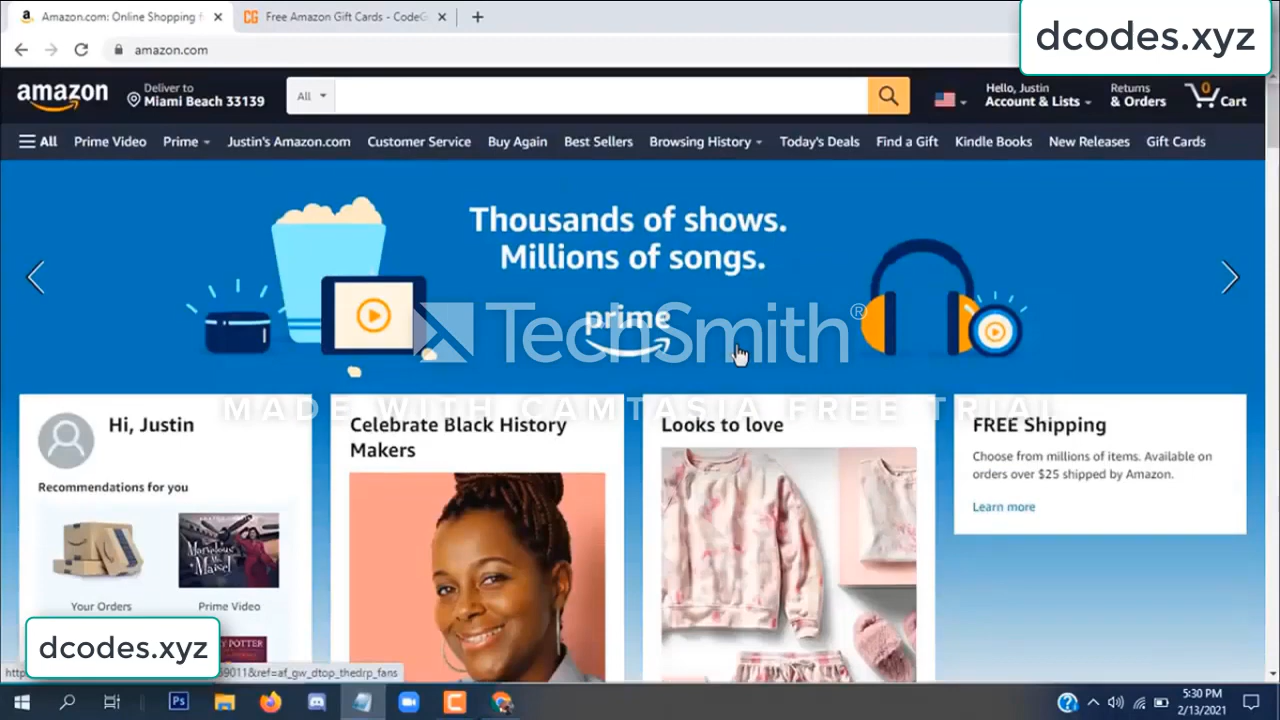 Amazon.com: Online Shopping f
Free Amazon Gift Cards - CodeG
dcodes.xyz
amazon.com
amazon
Deliver to
Miami Beach 33139
All
Hello, Justin
Account & Lists
Returns
& Orders
0
Cart
All
Prime Video
Prime
Justin's Amazon.com
Customer Service
Buy Again
Best Sellers
Browsing History
Today's Deals
Find a Gift
Kindle Books
New Releases
Gift Cards
Thousands of shows.
Millions of songs.
prime
TechSmith®
MADE WITH CAMTASIA FREE TRIAL
Hi, Justin
Recommendations for you
Your Orders
Prime Video
Celebrate Black History
Makers
Looks to love
FREE Shipping
Choose from millions of items. Available on
orders over $25 shipped by Amazon.
Learn more
dcodes.xyz
9011&ref=af_gw_dtop_thedrp_fans
Ps
5:30 PM
2/13/2021